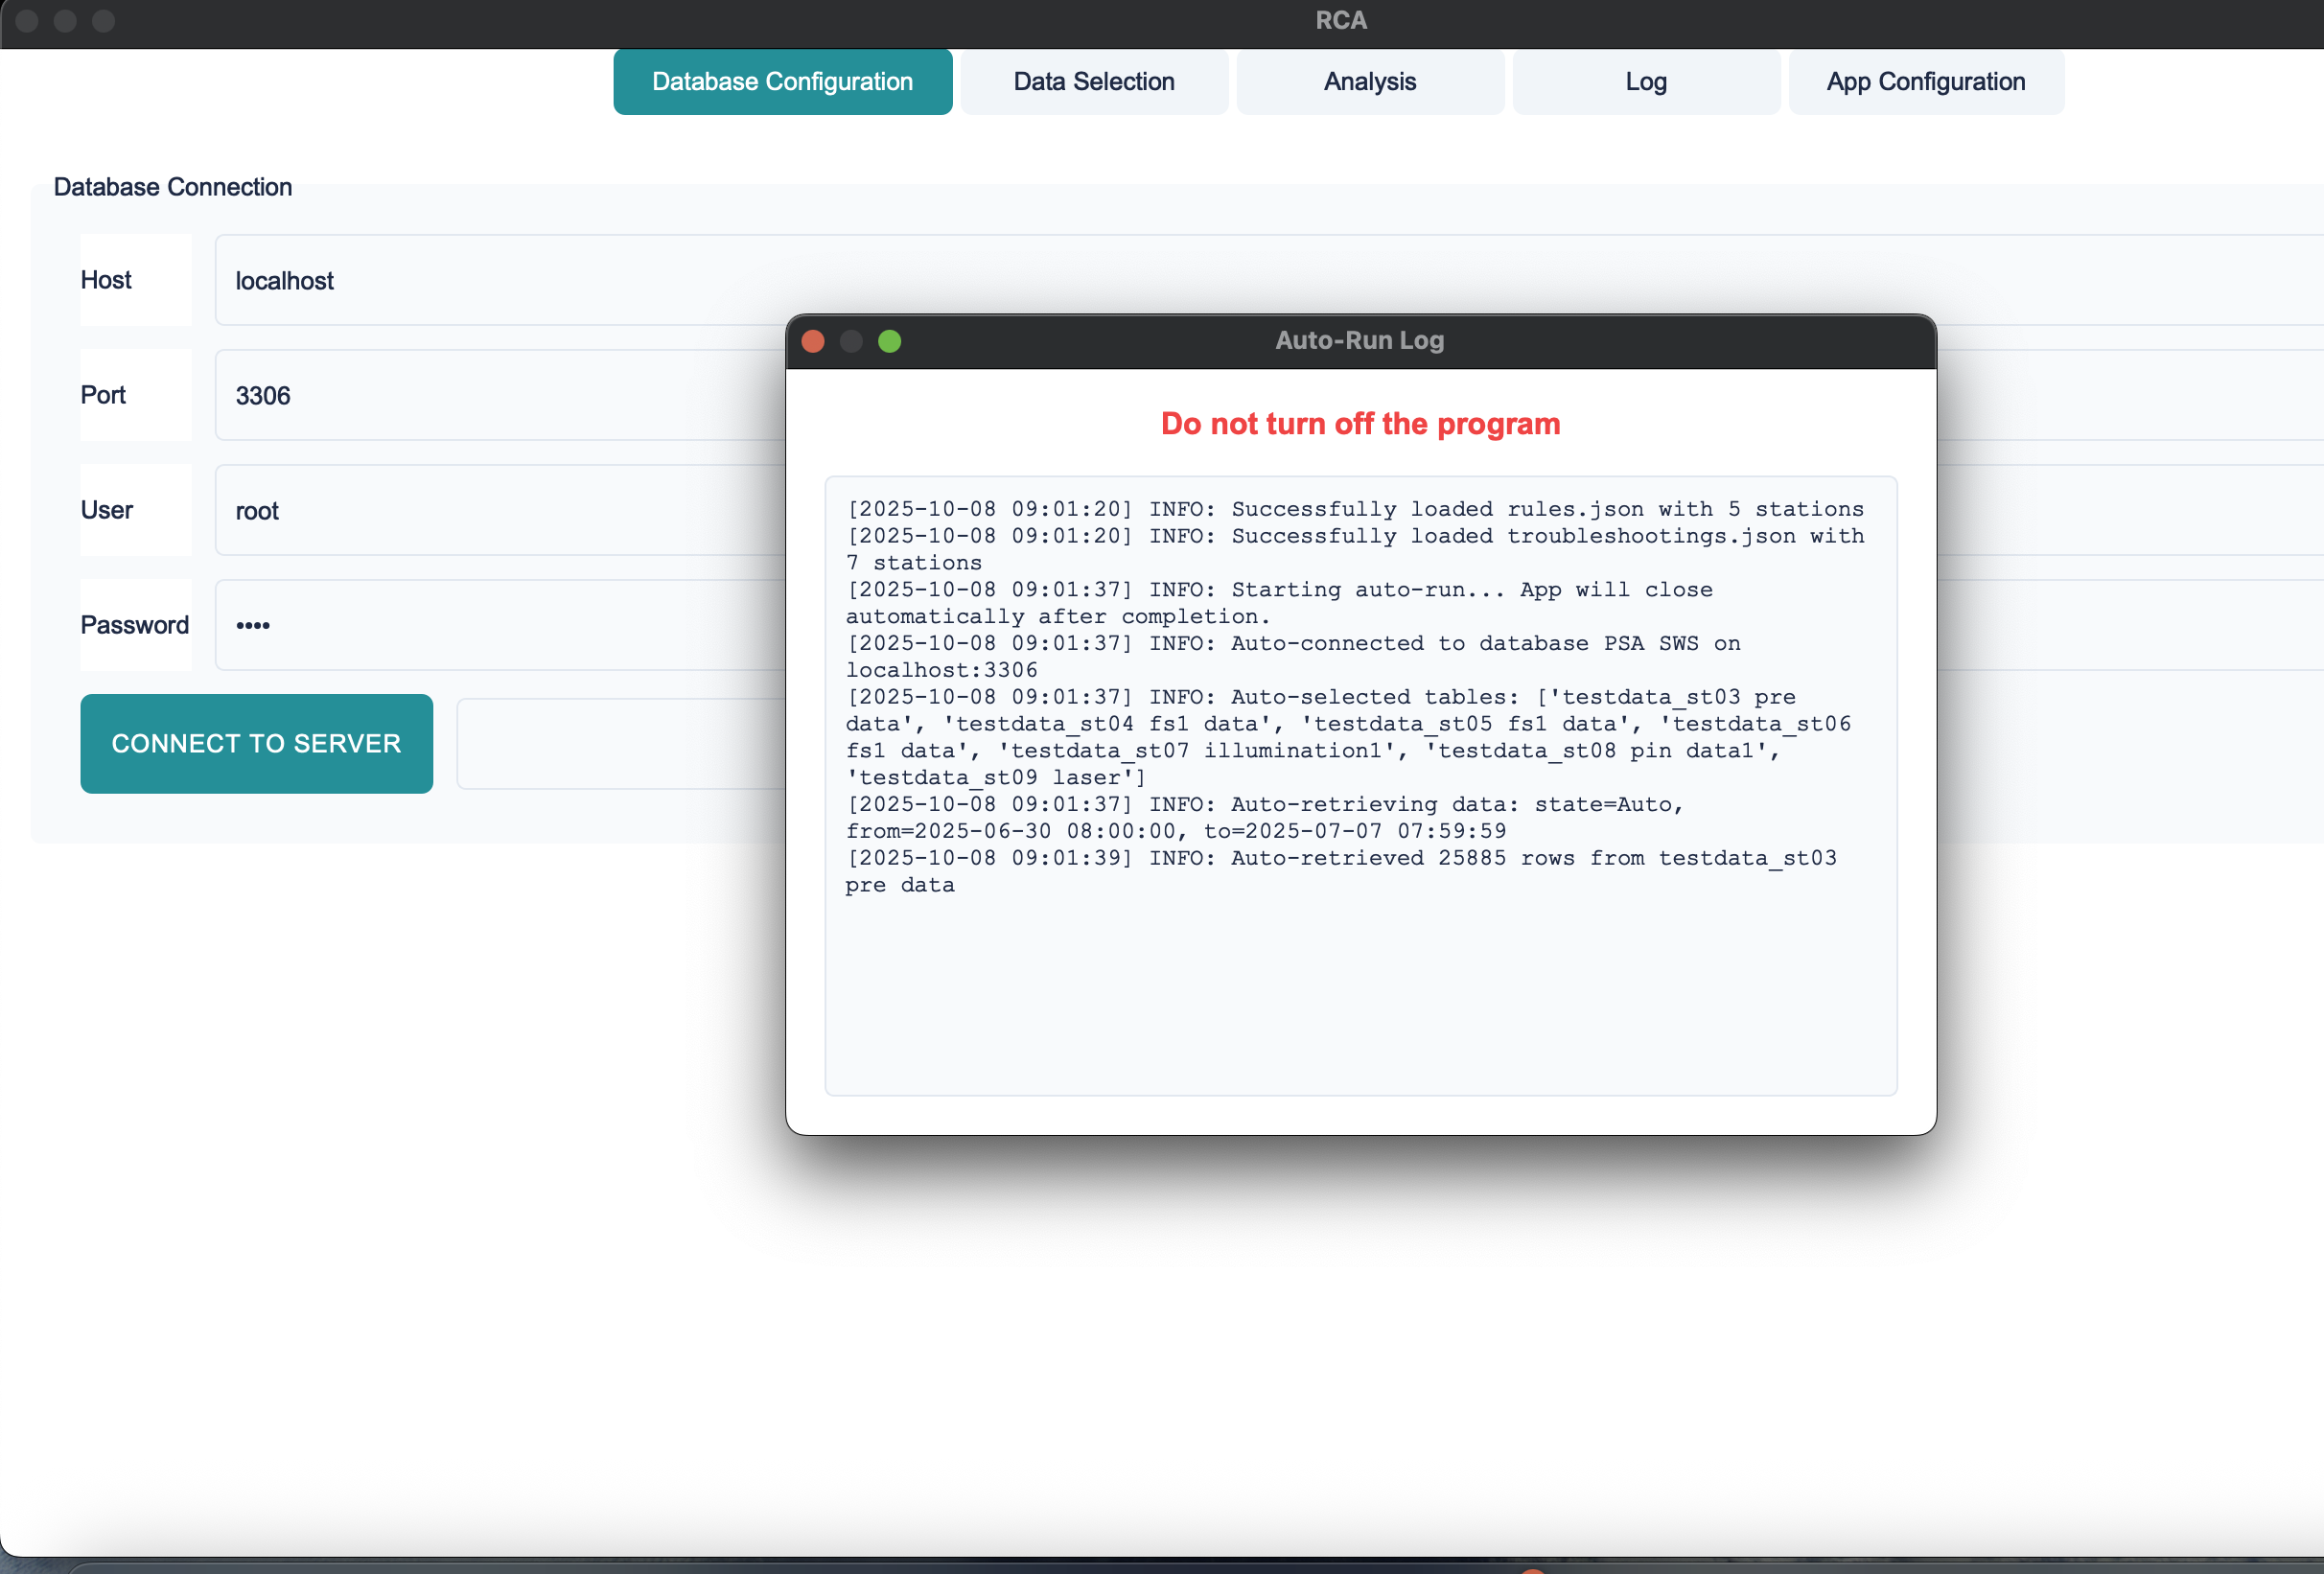 RCA
Database Configuration
Data Selection
Analysis
Log
App Configuration
Database Connection
Host
localhost
Port
3306
User
root
Password
••••
CONNECT TO SERVER
Auto-Run Log
Do not turn off the program
[2025-10-08 09:01:20] INFO: Successfully loaded rules.json with 5 stations
[2025-10-08 09:01:20] INFO: Successfully loaded troubleshootings.json with
7 stations
[2025-10-08 09:01:37] INFO: Starting auto-run... App will close
automatically after completion.
[2025-10-08 09:01:37] INFO: Auto-connected to database PSA SWS on
localhost:3306
[2025-10-08 09:01:37] INFO: Auto-selected tables: ['testdata_st03 pre
data', 'testdata_st04 fs1 data', 'testdata_st05 fs1 data', 'testdata_st06
fs1 data', 'testdata_st07 illumination1', 'testdata_st08 pin data1',
'testdata_st09 laser']
[2025-10-08 09:01:37] INFO: Auto-retrieving data: state=Auto,
from=2025-06-30 08:00:00, to=2025-07-07 07:59:59
[2025-10-08 09:01:39] INFO: Auto-retrieved 25885 rows from testdata_st03
pre data